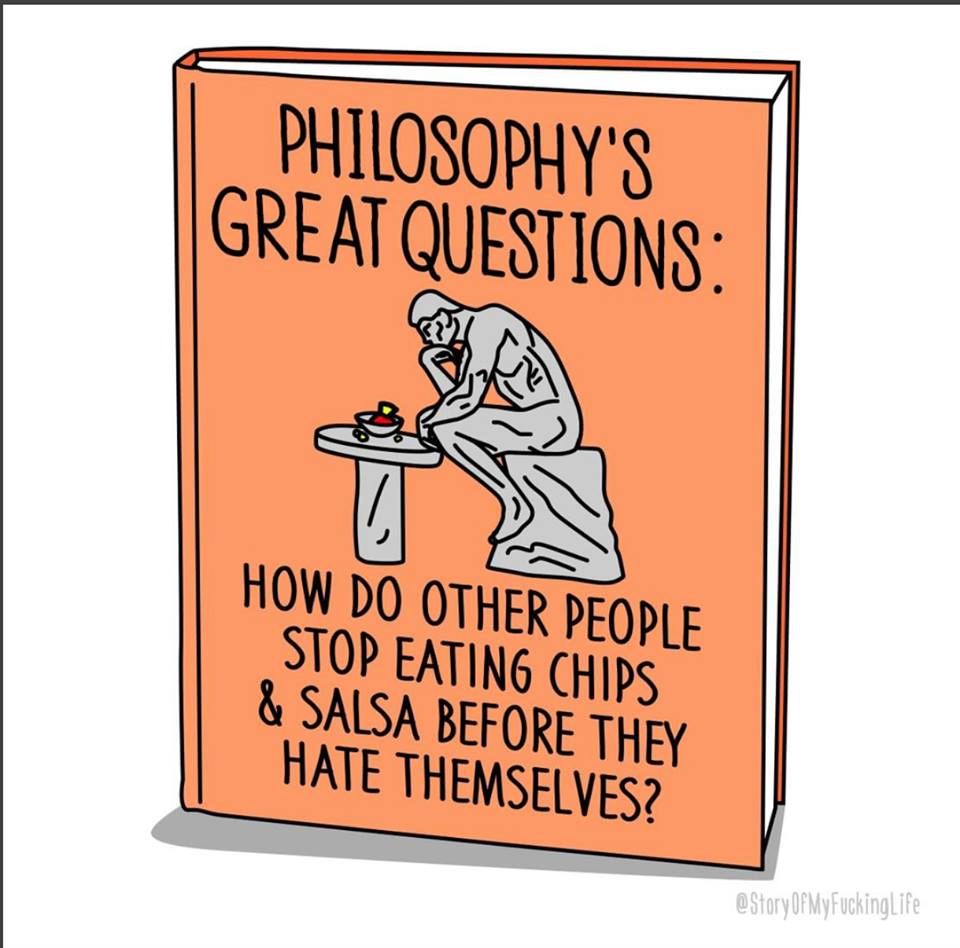 PHILOSOPHY'S
GREAT QUESTIONS:
HOW DO OTHER PEOPLE
STOP EATING CHIPS
& SALSA BEFORE THEY
HATE THEMSELVES?
@StoryOfMyFuckingLife